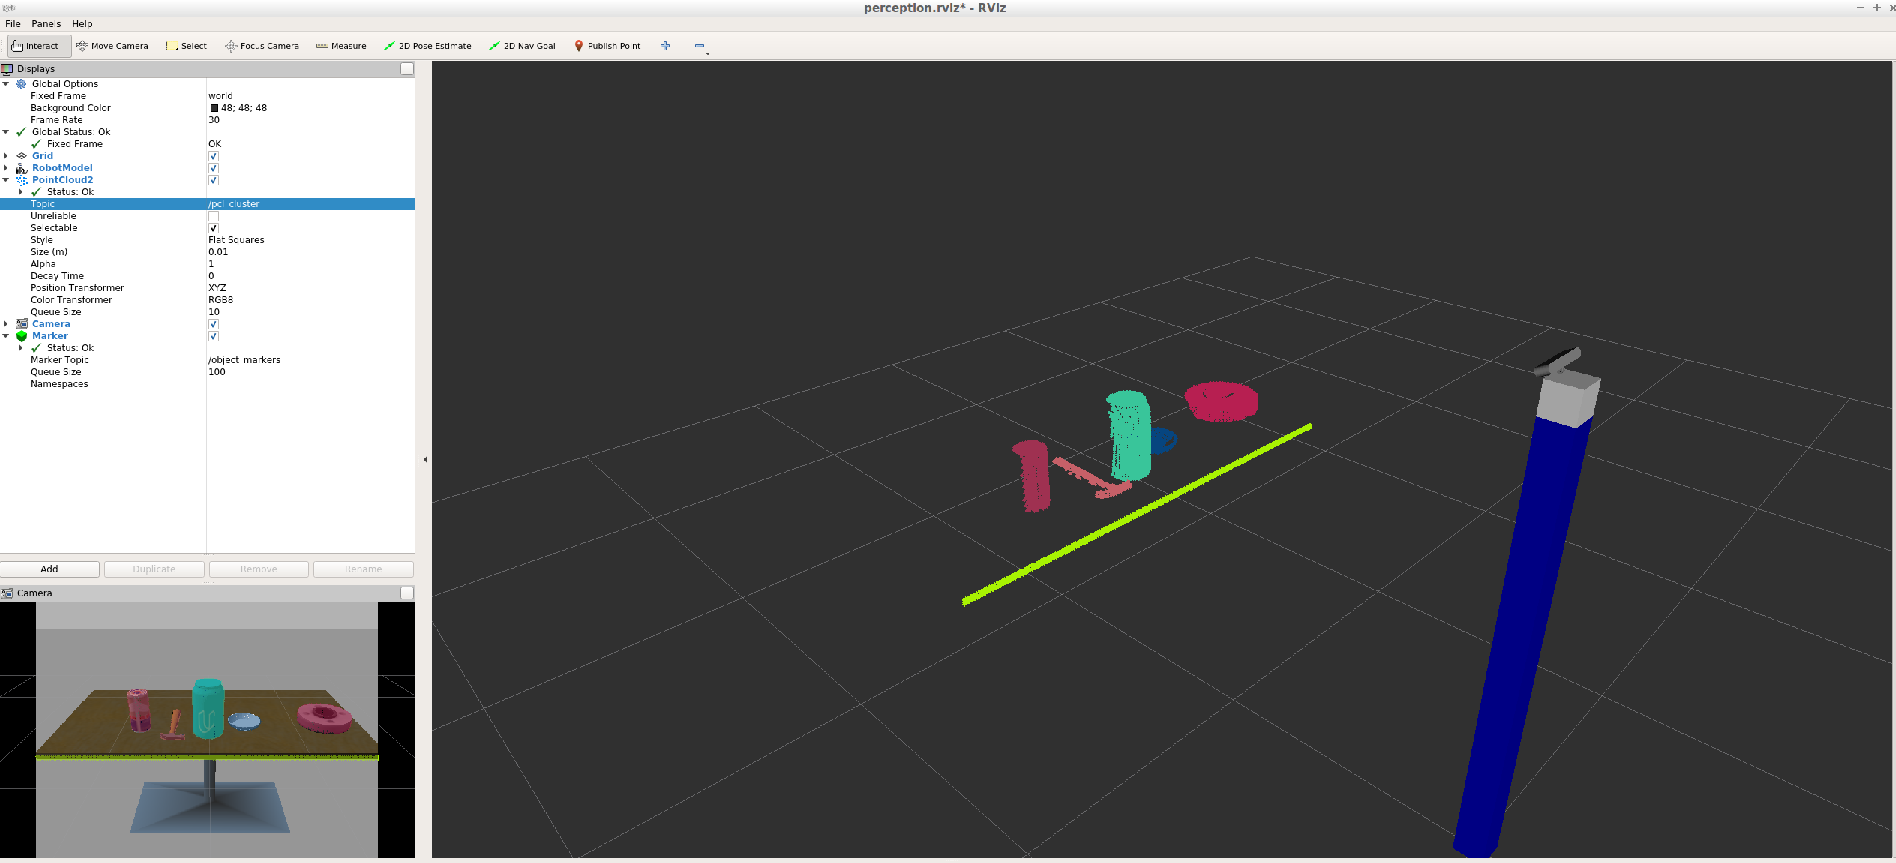 perception.rviz* - RViz
File Panels Help
Interact Move Camera Select Focus Camera Measure 2D Pose Estimate 2D Nav Goal Publish Point
Displays
Global Options
Fixed Frame world
Background Color 48; 48; 48
Frame Rate 30
Global Status: Ok
Fixed Frame OK
Grid
RobotModel
PointCloud2
Status: Ok
Topic /pcl_cluster
Unreliable
Selectable
Style Flat Squares
Size (m) 0.01
Alpha 1
Decay Time 0
Position Transformer XYZ
Color Transformer RGB8
Queue Size 10
Camera
Marker
Status: Ok
Marker Topic /object_markers
Queue Size 100
Namespaces
Add Duplicate Remove Rename
Camera